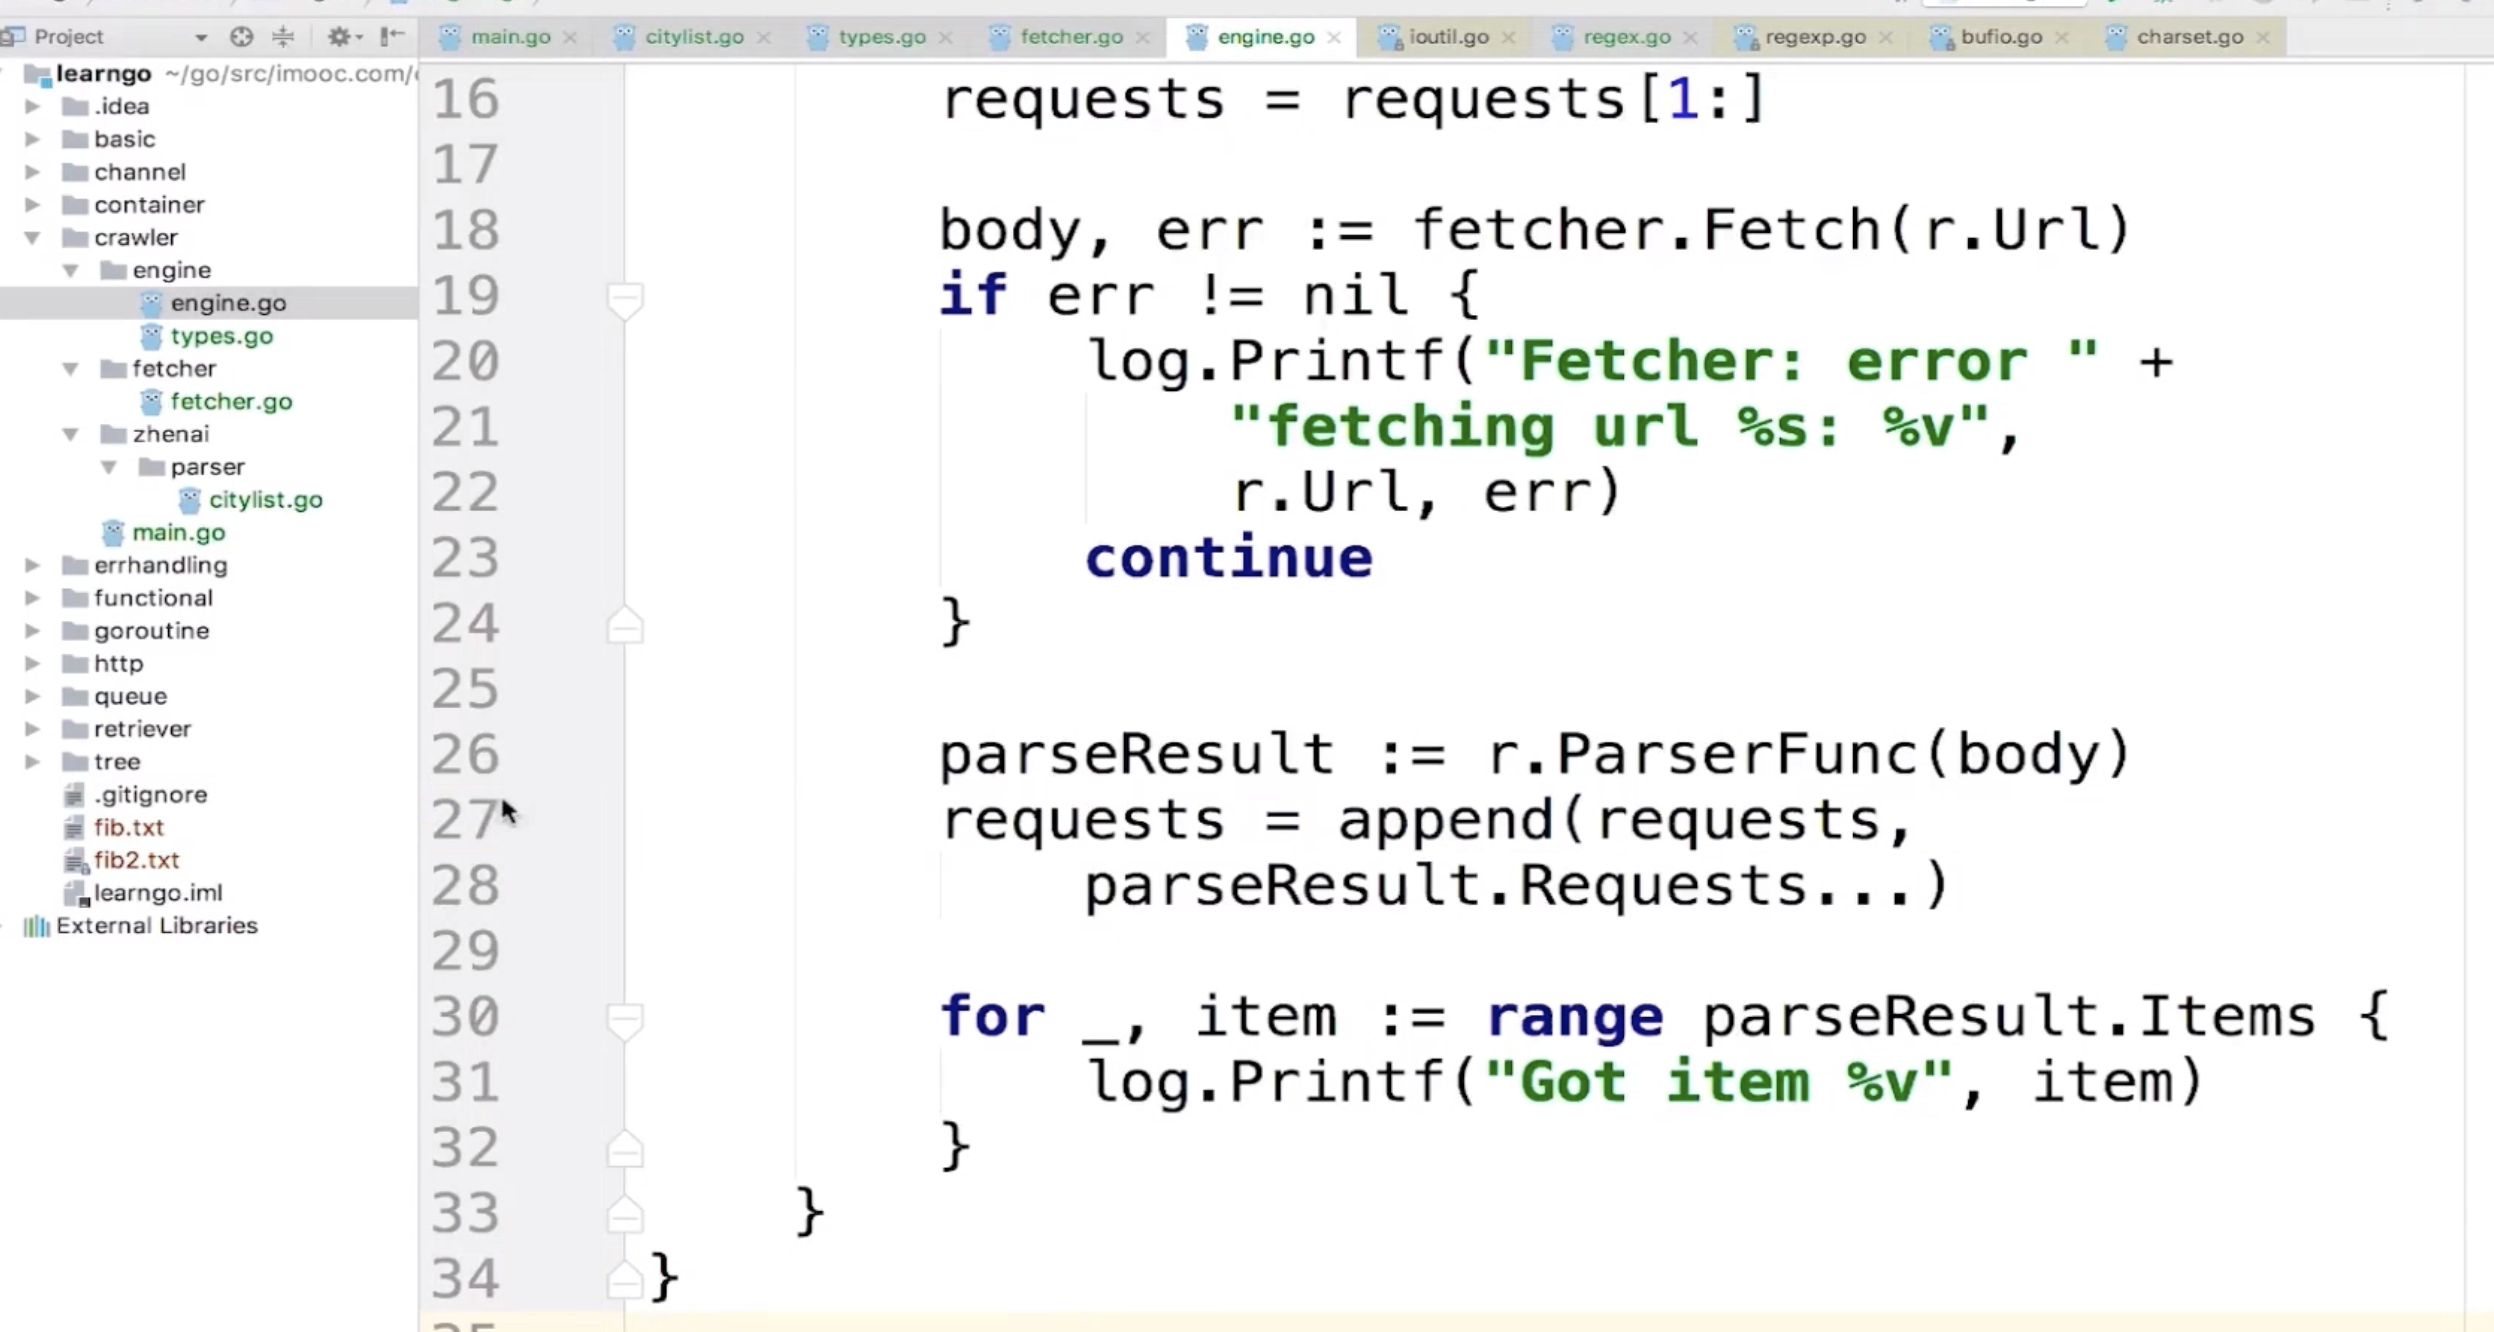 Project
main.go
citylist.go
types.go
fetcher.go
engine.go
ioutil.go
regex.go
regexp.go
bufio.go
charset.go
learngo ~/go/src/imooc.com/
.idea
basic
channel
container
crawler
engine
engine.go
types.go
fetcher
fetcher.go
zhenai
parser
citylist.go
main.go
errhandling
functional
goroutine
http
queue
retriever
tree
.gitignore
fib.txt
fib2.txt
learngo.iml
External Libraries
16 requests = requests[1:]
17
18 body, err := fetcher.Fetch(r.Url)
19 if err != nil {
20 log.Printf("Fetcher: error " +
21 "fetching url %s: %v",
22 r.Url, err)
23 continue
24 }
25
26 parseResult := r.ParserFunc(body)
27 requests = append(requests,
28 parseResult.Requests...)
29
30 for _, item := range parseResult.Items {
31 log.Printf("Got item %v", item)
32 }
33 }
34 }